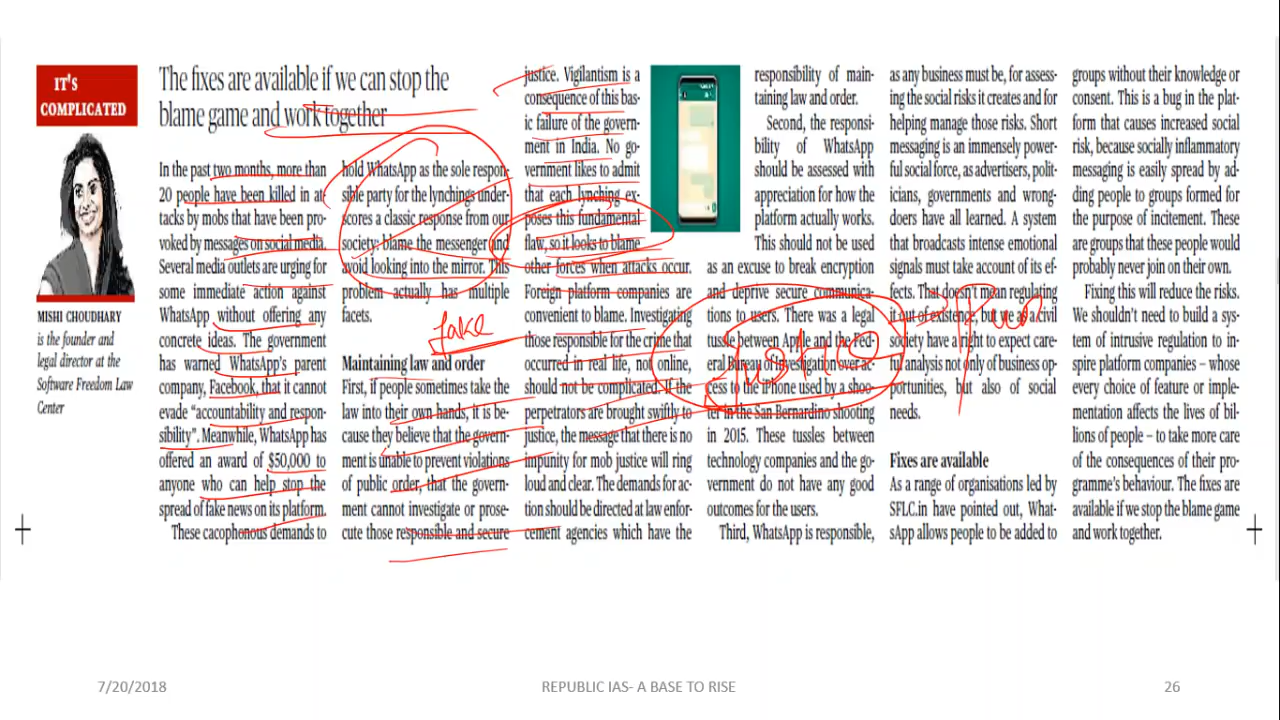 IT'S
COMPLICATED
MISHI CHOUDHARY
is the founder and
legal director at the
Software Freedom Law
Center
The fixes are available if we can stop the
blame game and work together
In the past two months, more than
20 people have been killed in at-
tacks by mobs that have been pro-
voked by messages on social media.
Several media outlets are urging for
some immediate action against
WhatsApp without offering any
concrete ideas. The government
has warned WhatsApp's parent
company, Facebook, that it cannot
evade “accountability and respon-
sibility”. Meanwhile, WhatsApp has
offered an award of $50,000 to
anyone who can help stop the
spread of fake news on its platform.
These cacophonous demands to
hold WhatsApp as the sole respon-
sible party for the lynchings under-
scores a classic response from our
society: blame the messenger and
avoid looking into the mirror. This
problem actually has multiple
facets.
fake
Maintaining law and order
First, if people sometimes take the
law into their own hands, it is be-
cause they believe that the govern-
ment is unable to prevent violations
of public order, that the govern-
ment cannot investigate or prose-
cute those responsible and secure
justice. Vigilantism is a
consequence of this bas-
ic failure of the govern-
ment in India. No go-
vernment likes to admit
that each lynching ex-
poses this fundamental
flaw, so it looks to blame
other forces when attacks occur.
Foreign platform companies are
convenient to blame. Investigating
those responsible for the crime that
occurred in real life, not online,
should not be complicated. If the
perpetrators are brought swiftly to
justice, the message that there is no
impunity for mob justice will ring
loud and clear. The demands for ac-
tion should be directed at law enfor-
cement agencies which have the
responsibility of main-
taining law and order.
Second, the responsi-
bility of WhatsApp
should be assessed with
appreciation for how the
platform actually works.
This should not be used
as an excuse to break encryption
and deprive secure communica-
tions to users. There was a legal
tussle between Apple and the Fed-
eral Bureau of Investigation over ac-
cess to the iPhone used by a shoo-
ter in the San Bernardino shooting
in 2015. These tussles between
technology companies and the go-
vernment do not have any good
outcomes for the users.
Third, WhatsApp is responsible,
as any business must be, for assess-
ing the social risks it creates and for
helping manage those risks. Short
messaging is an immensely power-
ful social force, as advertisers, polit-
icians, governments and wrong-
doers have all learned. A system
that broadcasts intense emotional
signals must take account of its ef-
fects. That doesn't mean regulating
it out of existence, but we as a civil
society have a right to expect care-
ful analysis not only of business op-
portunities, but also of social
needs.
Fixes are available
As a range of organisations led by
SFLC.in have pointed out, What-
sApp allows people to be added to
groups without their knowledge or
consent. This is a bug in the plat-
form that causes increased social
risk, because socially inflammatory
messaging is easily spread by ad-
ding people to groups formed for
the purpose of incitement. These
are groups that these people would
probably never join on their own.
Fixing this will reduce the risks.
We shouldn't need to build a sys-
tem of intrusive regulation to in-
spire platform companies – whose
every choice of feature or imple-
mentation affects the lives of bil-
lions of people – to take more care
of the consequences of their pro-
gramme's behaviour. The fixes are
available if we stop the blame game
and work together.
7/20/2018
REPUBLIC IAS- A BASE TO RISE
26